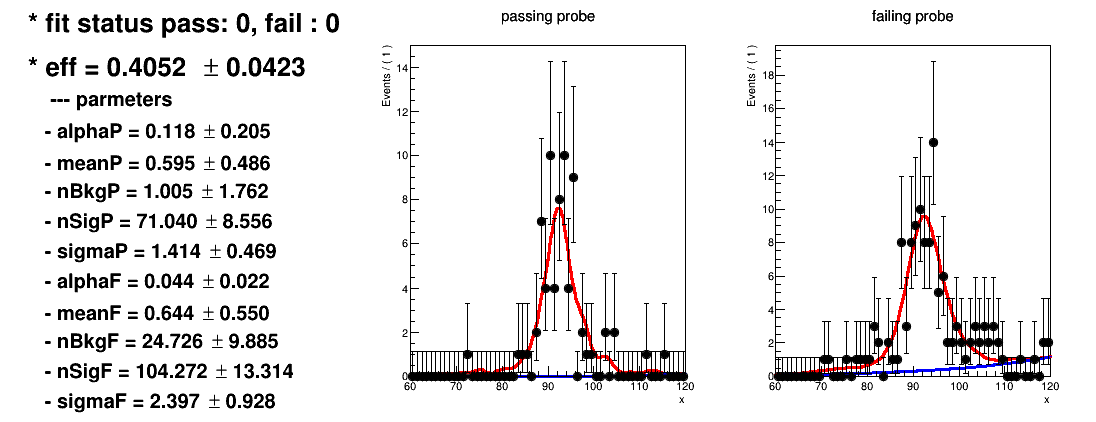 * fit status pass: 0, fail : 0
* eff = 0.4052 ± 0.0423
--- parmeters
- alphaP = 0.118 ± 0.205
- meanP = 0.595 ± 0.486
- nBkgP = 1.005 ± 1.762
- nSigP = 71.040 ± 8.556
- sigmaP = 1.414 ± 0.469
- alphaF = 0.044 ± 0.022
- meanF = 0.644 ± 0.550
- nBkgF = 24.726 ± 9.885
- nSigF = 104.272 ± 13.314
- sigmaF = 2.397 ± 0.928
passing probe
Events / ( 1 )
14
12
10
8
6
4
2
0
60 70 80 90 100 110 120
x
failing probe
Events / ( 1 )
18
16
14
12
10
8
6
4
2
0
60 70 80 90 100 110 120
x